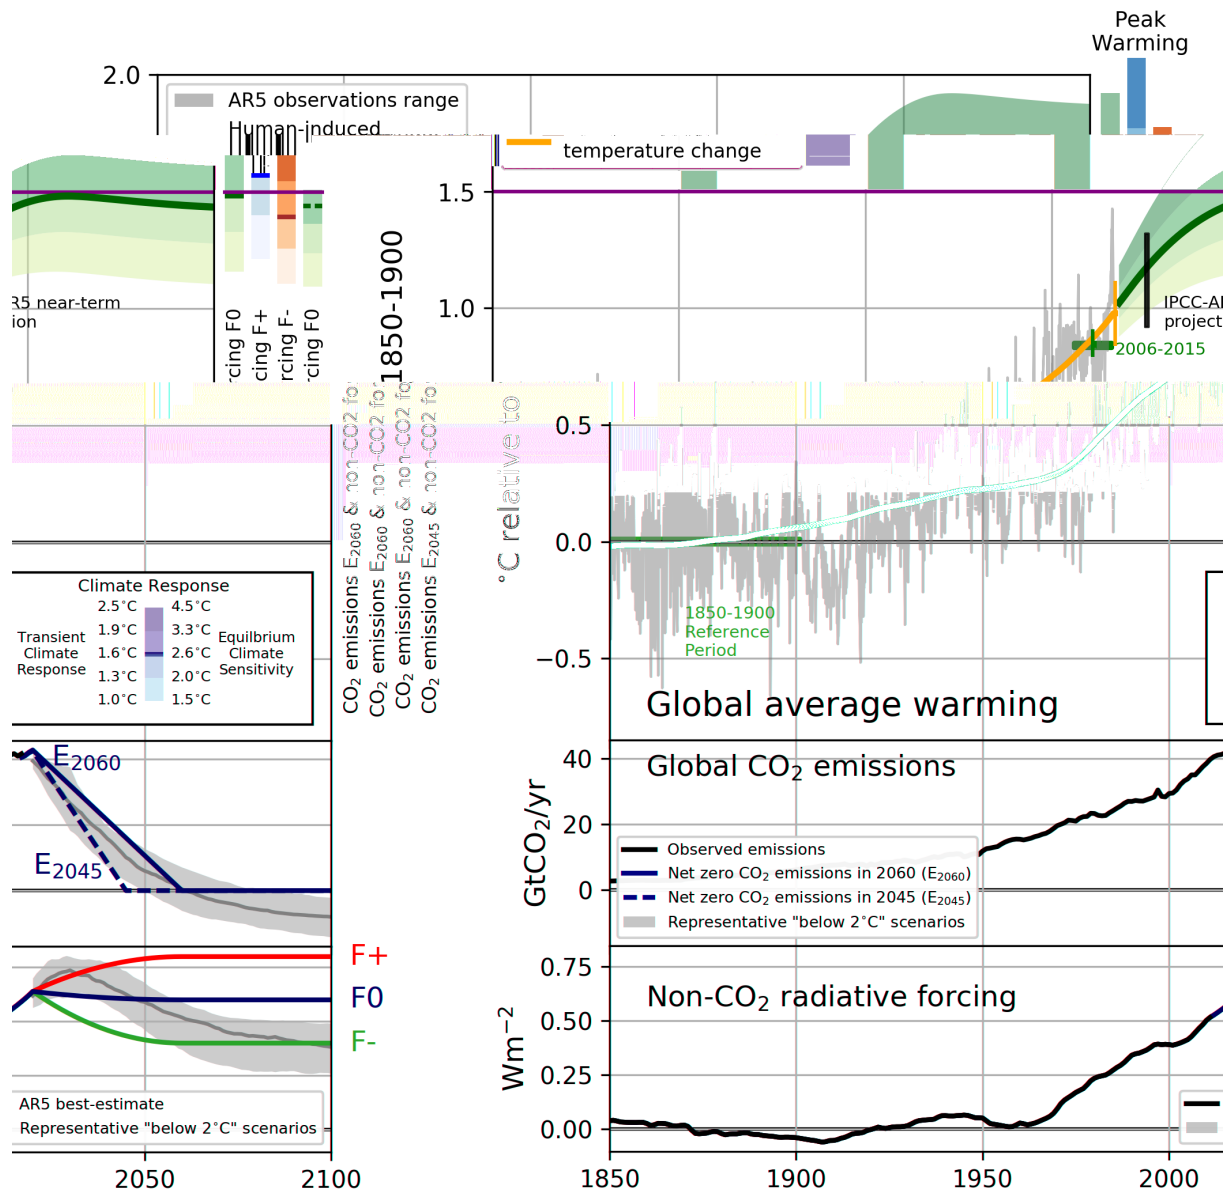 Peak
Warming
2.0
AR5 observations range
Human-induced
temperature change
1.5
1.0
R5 near-term
ion
rcing F0
rcing F+
rcing F-
rcing F0
1850-1900
IPCC-AR
project
2006-2015
CO₂ emissions E₂₀₆₀ & non-CO2 fo
CO₂ emissions E₂₀₆₀ & non-CO2 fo
CO₂ emissions E₂₀₆₀ & non-CO2 fo
CO₂ emissions E₂₀₄₅ & non-CO2 fo
°C relative to
0.5
0.0
−0.5
1850-1900
Reference
Period
Global average warming
Climate Response
2.5°C 4.5°C
1.9°C 3.3°C
1.6°C 2.6°C
1.3°C 2.0°C
1.0°C 1.5°C
Transient
Climate
Response
Equilbrium
Climate
Sensitivity
E₂₀₆₀
E₂₀₄₅
Global CO₂ emissions
GtCO₂/yr
40
20
0
Observed emissions
Net zero CO₂ emissions in 2060 (E₂₀₆₀)
Net zero CO₂ emissions in 2045 (E₂₀₄₅)
Representative "below 2°C" scenarios
F+
F0
F-
AR5 best-estimate
Representative "below 2°C" scenarios
Non-CO₂ radiative forcing
Wm⁻²
0.75
0.50
0.25
0.00
2050
2100
1850
1900
1950
2000